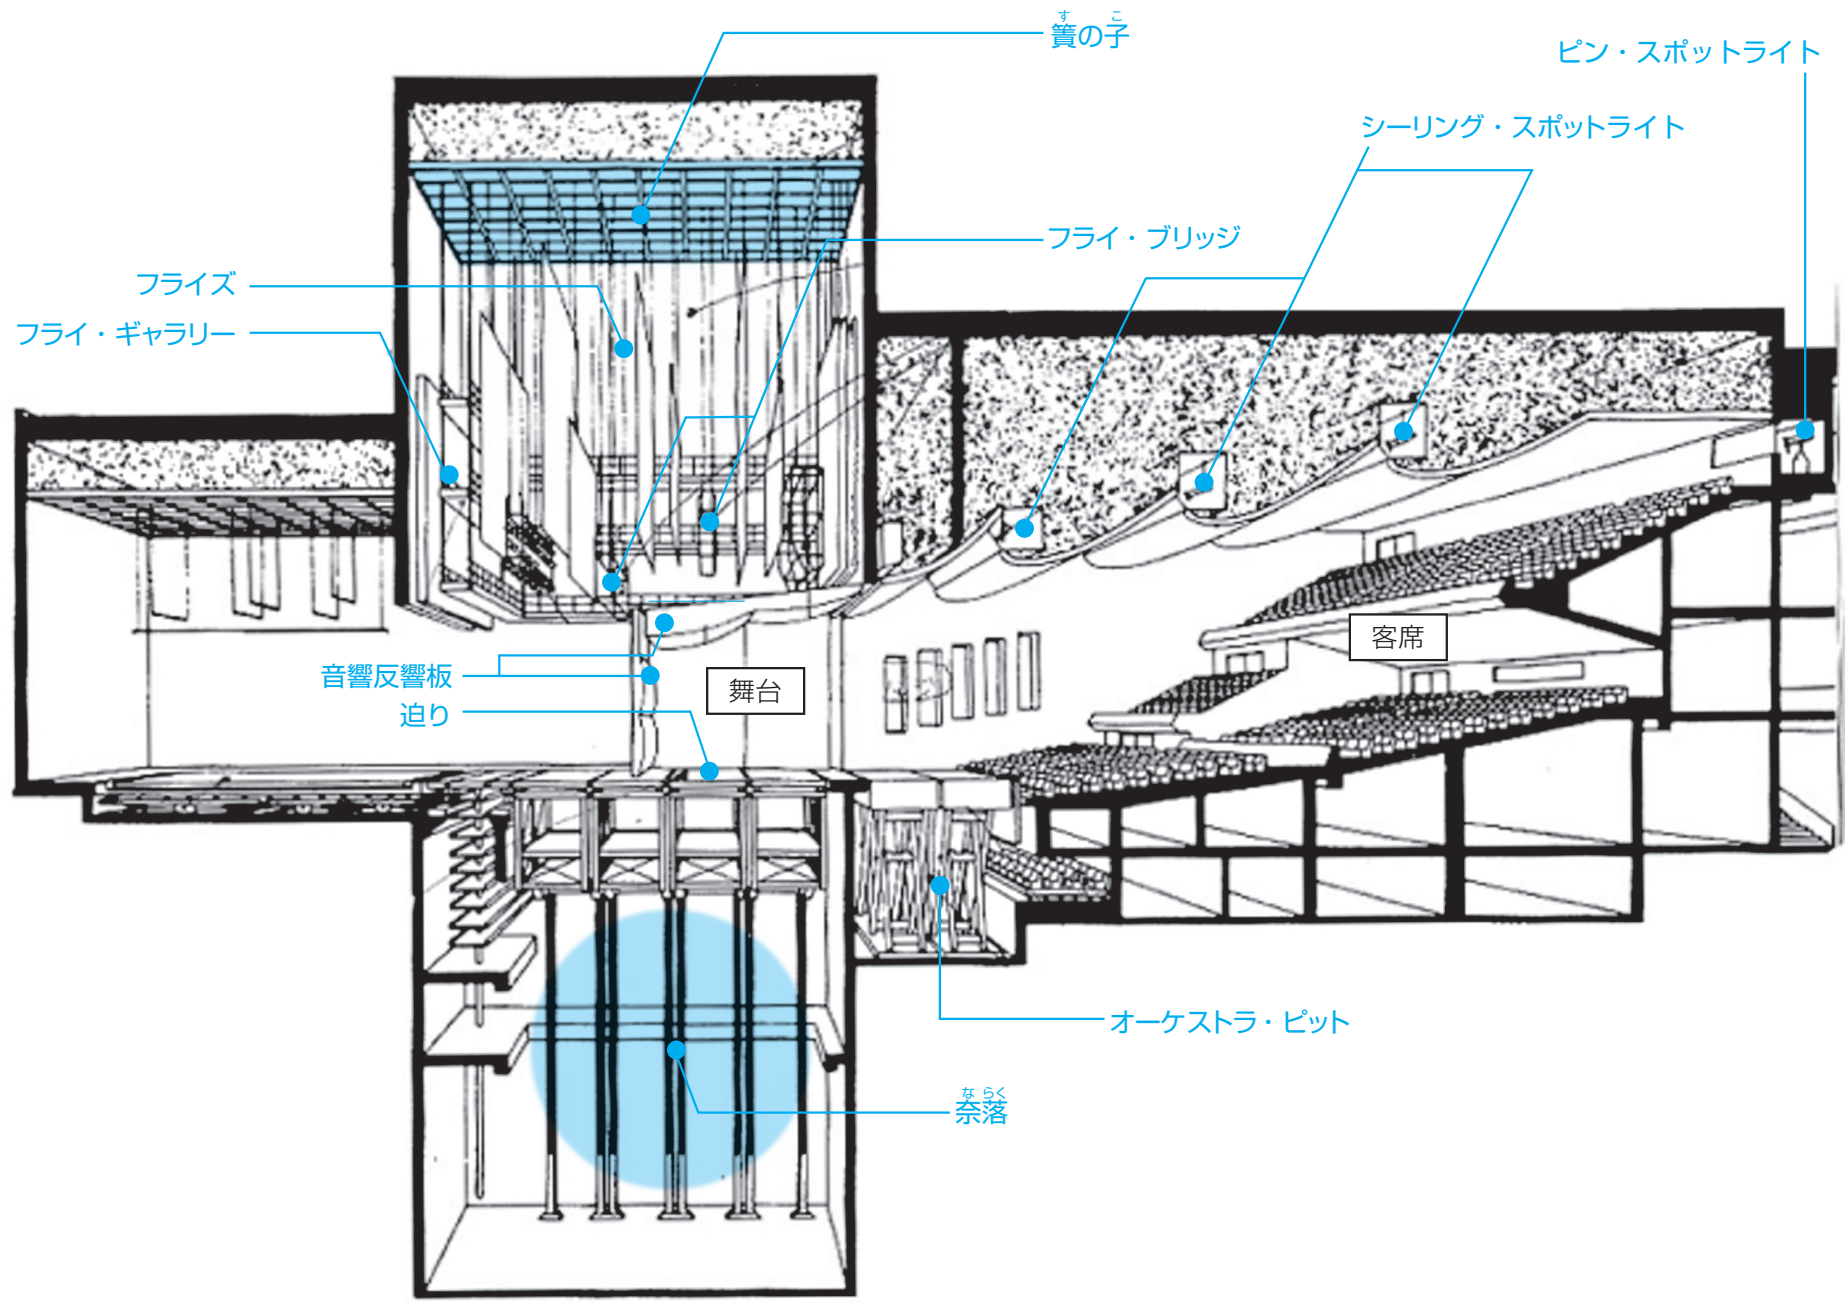 す こ
簀の子
ピン・スポットライト
シーリング・スポットライト
フライ・ブリッジ
フライズ
フライ・ギャラリー
客席
音響反響板
舞台
迫り
オーケストラ・ピット
な らく
奈落